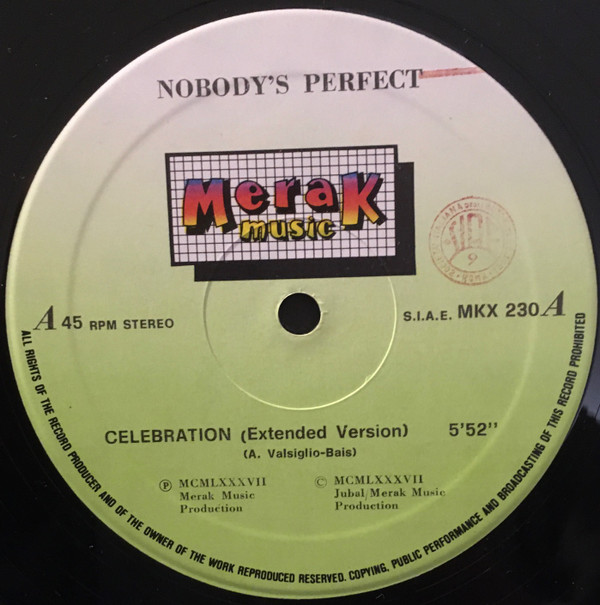 NOBODY'S PERFECT
Merak
music
A 45 RPM STEREO
S.I.A.E. MKX 230 A
9
CELEBRATION (Extended Version) 5'52"
(A. Valsiglio-Bais)
℗ MCMLXXXVII
Merak Music
Production
© MCMLXXXVII
Jubal/Merak Music
Production
ALL RIGHTS OF THE RECORD PRODUCER AND OF THE OWNER OF THE WORK REPRODUCED RESERVED. COPYING, PUBLIC PERFORMANCE AND BROADCASTING OF THIS RECORD PROHIBITED